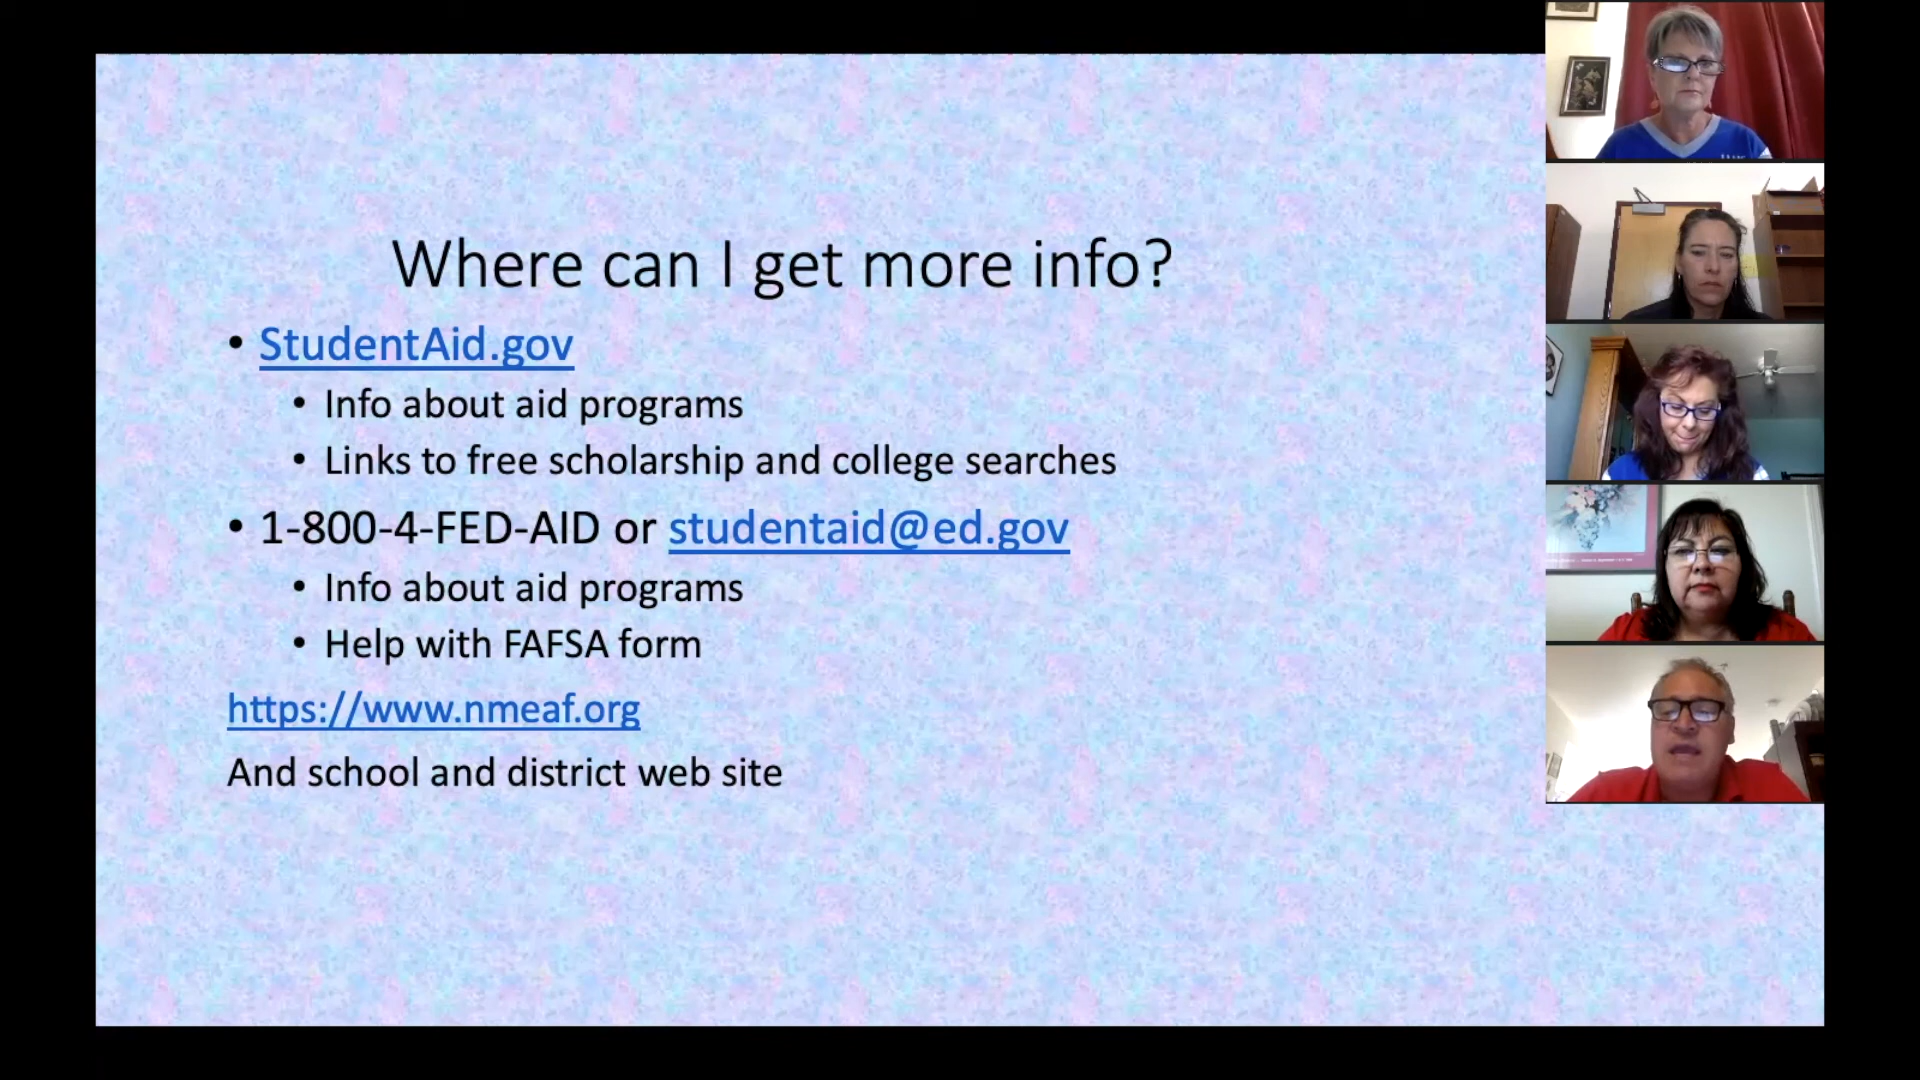 Where can I get more info?
• StudentAid.gov
• Info about aid programs
• Links to free scholarship and college searches
• 1-800-4-FED-AID or studentaid@ed.gov
• Info about aid programs
• Help with FAFSA form
https://www.nmeaf.org
And school and district web site